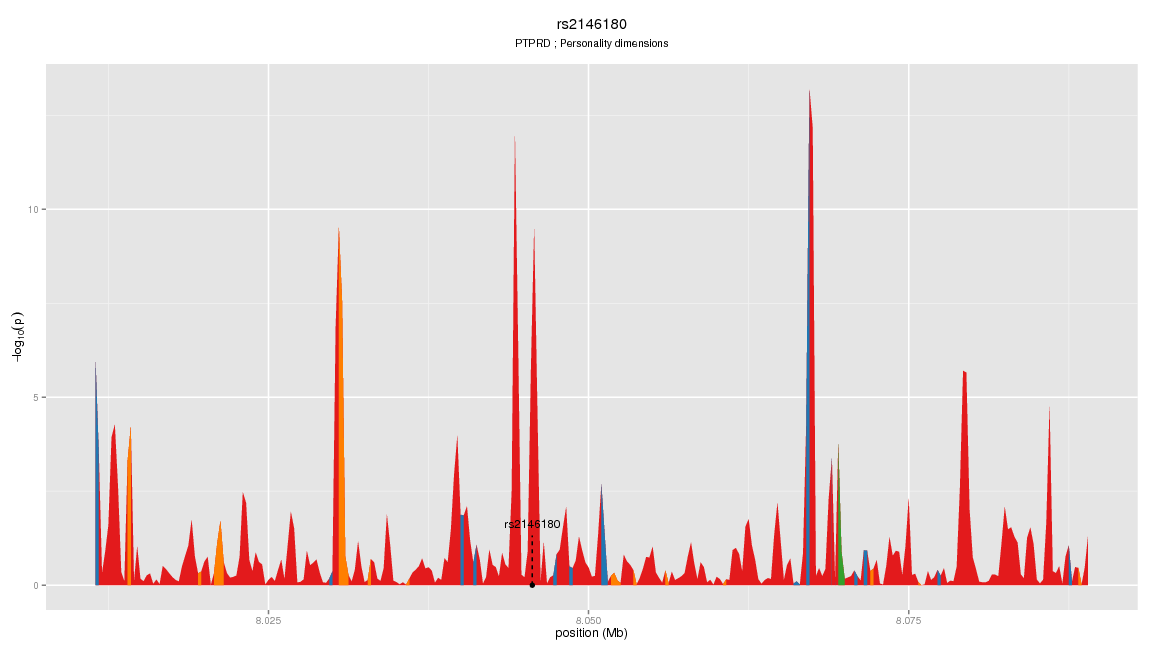 rs2146180
PTPRD ; Personality dimensions
10
5
0
−log10(p)
rs2146180
8.025
8.050
8.075
position (Mb)